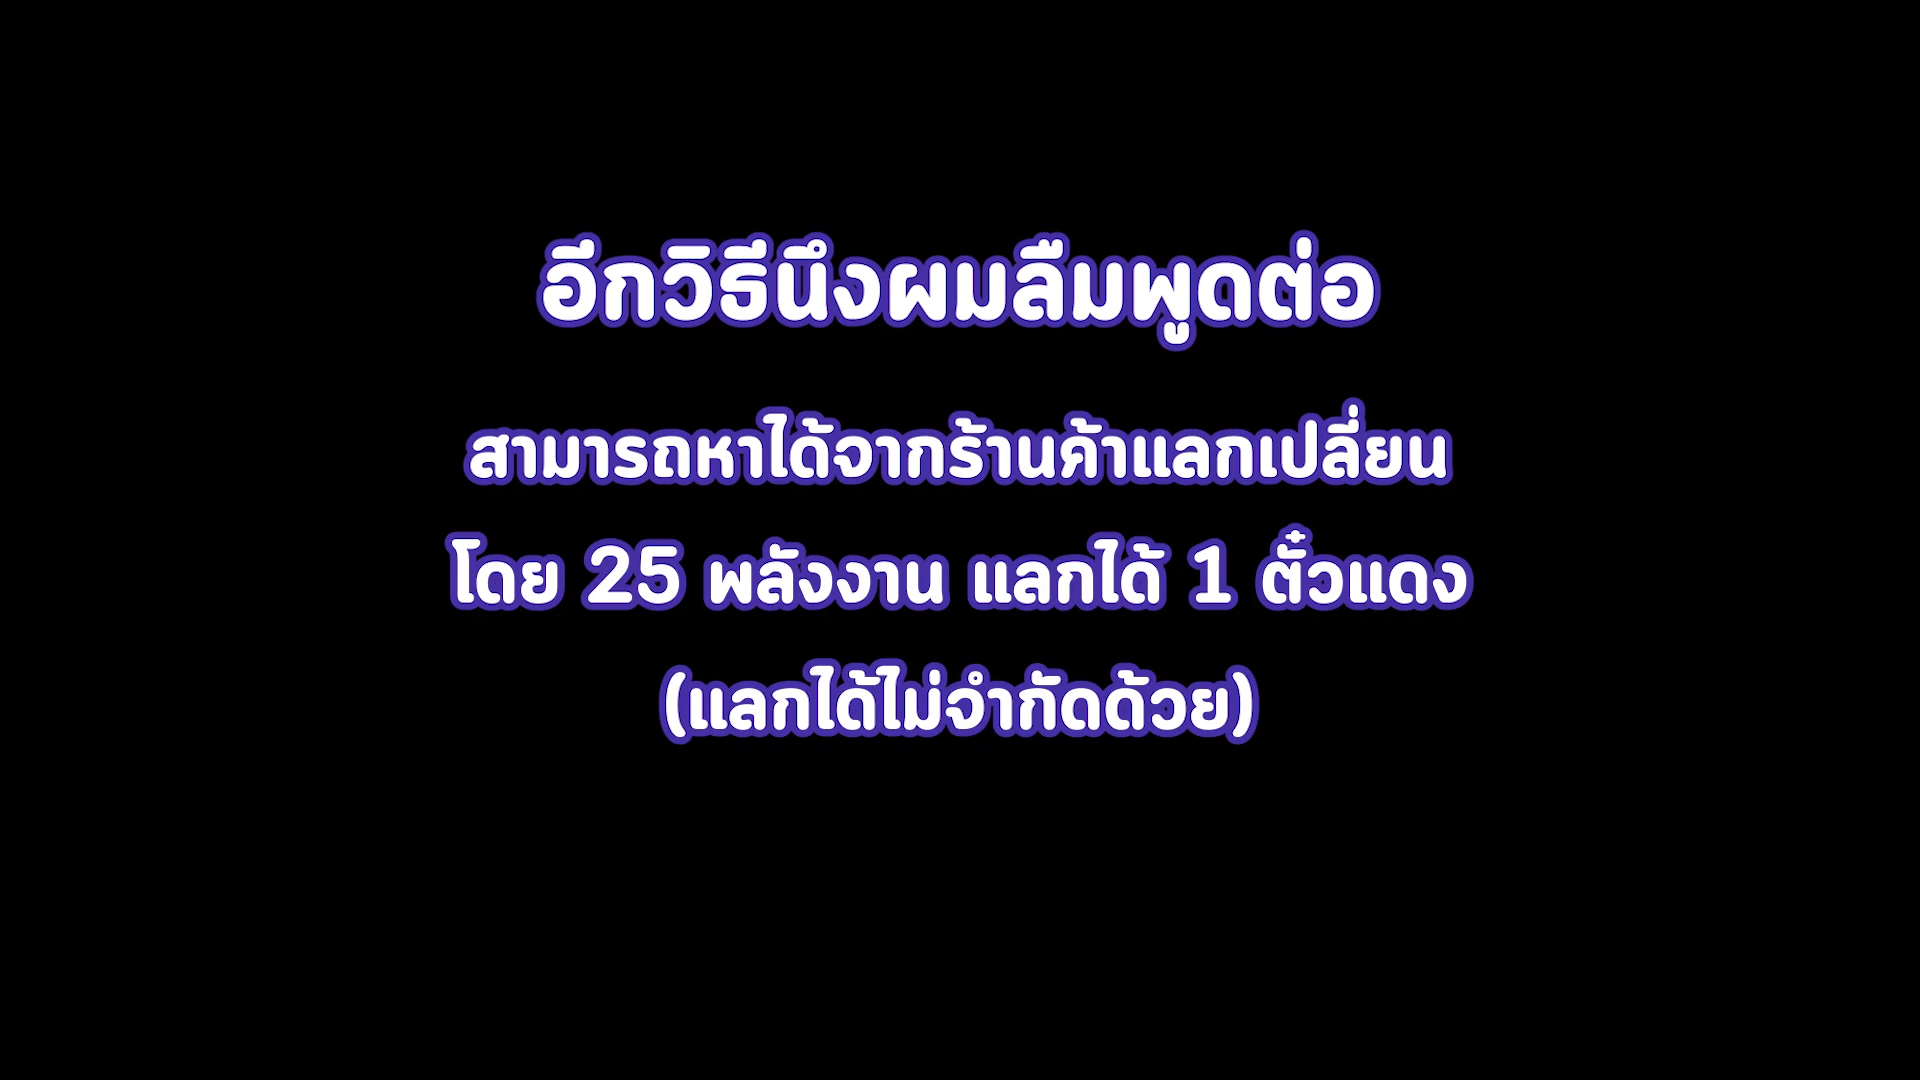 อีกวิธีนึงผมลืมพูดต่อ
สามารถหาได้จากร้านค้าแลกเปลี่ยน
โดย 25 พลังงาน แลกได้ 1 ตั๋วแดง
(แลกได้ไม่จำกัดด้วย)